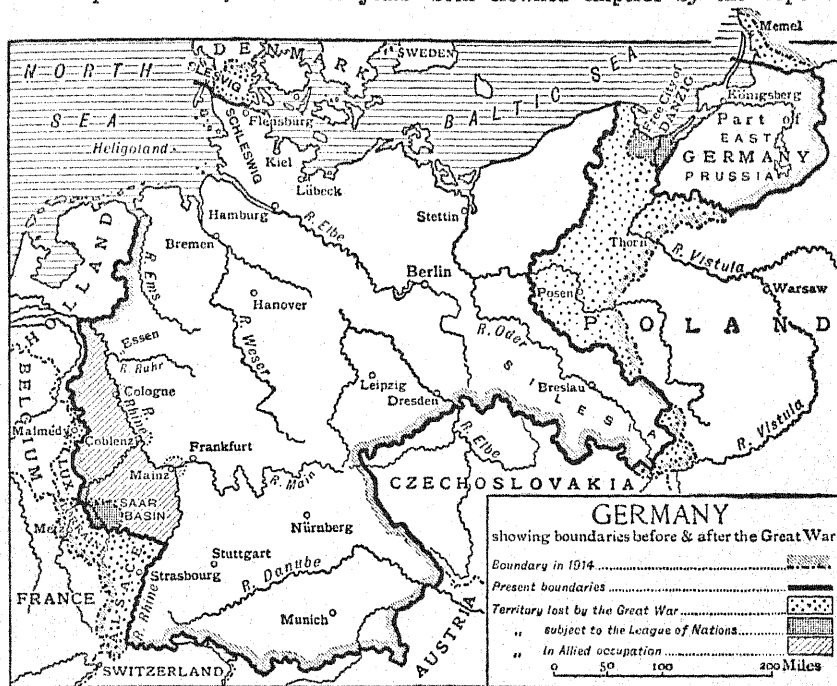 Memel
DENMARK
SWEDEN
NORTH
SEA
SLESVIG
BALTIC SEA
Free City of
DANZIG
Königsberg
Part of
EAST
GERMANY
PRUSSIA
Flensburg
SCHLESWIG
Heligoland
Kiel
Lübeck
Hamburg
Stettin
R. Elbe
HOLLAND
Bremen
R. Ems
Thorn
R. Vistula
Berlin
Warsaw
Hanover
Posen
POLAND
R. Weser
R. Oder
Essen
R. Ruhr
SILESIA
Leipzig
Breslau
Cologne
Dresden
R. Rhine
BELGIUM
Malmedy
Coblenz
R. Elbe
R. Vistula
Frankfurt
LUX.
Mainz
R. Main
CZECHOSLOVAKIA
SAAR
BASIN
Metz
Nürnberg
Stuttgart
Strasbourg
R. Danube
ALSACE
R. Rhine
FRANCE
Munich
AUSTRIA
SWITZERLAND
GERMANY
showing boundaries before & after the Great War
Boundary in 1914
Present boundaries
Territory lost by the Great War
„ subject to the League of Nations
„ In Allied occupation
0 50 100 200 Miles